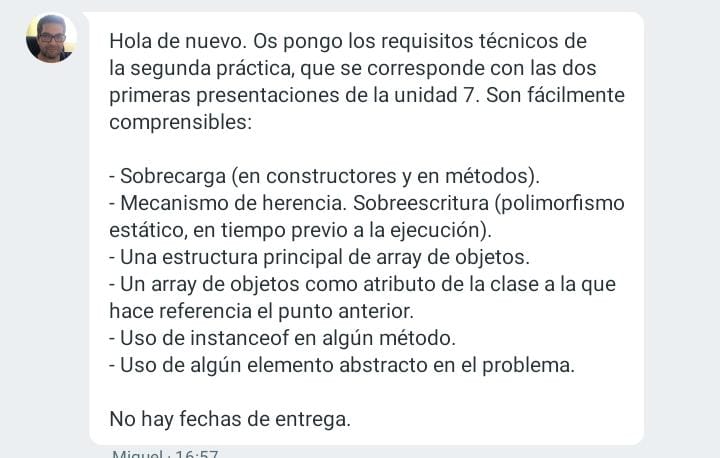 Hola de nuevo. Os pongo los requisitos técnicos de
la segunda práctica, que se corresponde con las dos
primeras presentaciones de la unidad 7. Son fácilmente
comprensibles:
- Sobrecarga (en constructores y en métodos).
- Mecanismo de herencia. Sobreescritura (polimorfismo
estático, en tiempo previo a la ejecución).
- Una estructura principal de array de objetos.
- Un array de objetos como atributo de la clase a la que
hace referencia el punto anterior.
- Uso de instanceof en algún método.
- Uso de algún elemento abstracto en el problema.
No hay fechas de entrega.
Miguel · 16:57